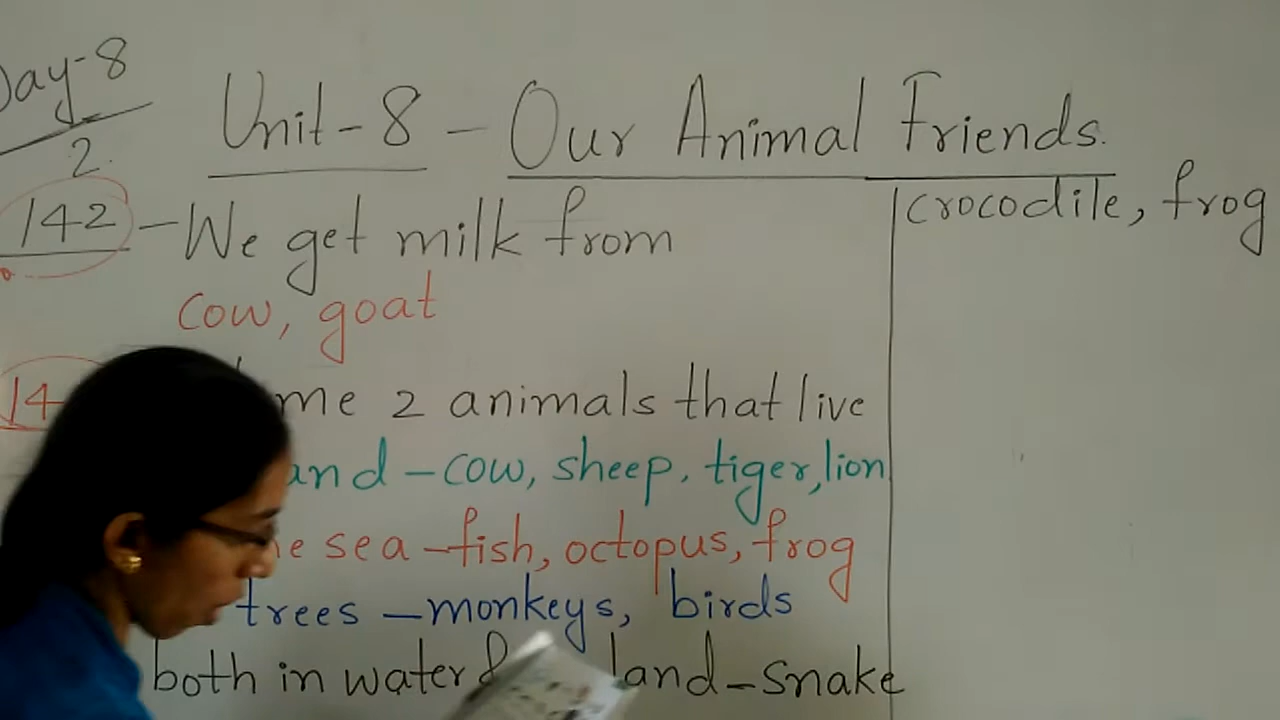 Day-8
2.
Unit-8 - Our Animal Friends.
142 - We get milk from
cow, goat
14 me 2 animals that live
and - cow, sheep, tiger, lion
e sea - fish, octopus, frog
trees - monkeys, birds
both in water & land - snake
crocodile, frog